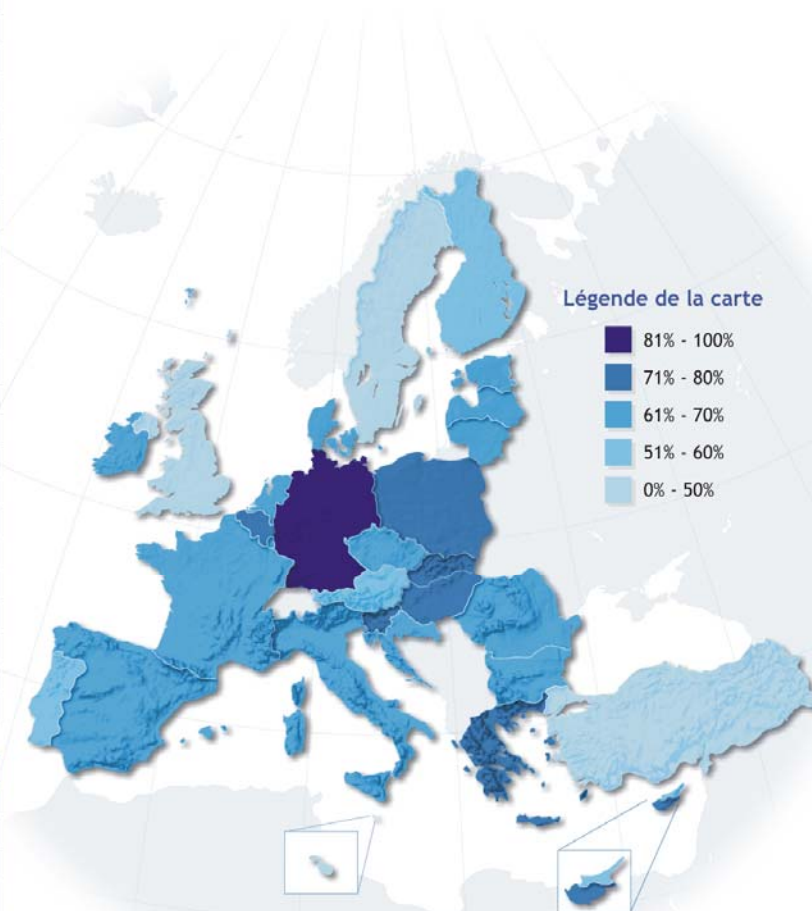 Légende de la carte
81% - 100%
71% - 80%
61% - 70%
51% - 60%
0% - 50%